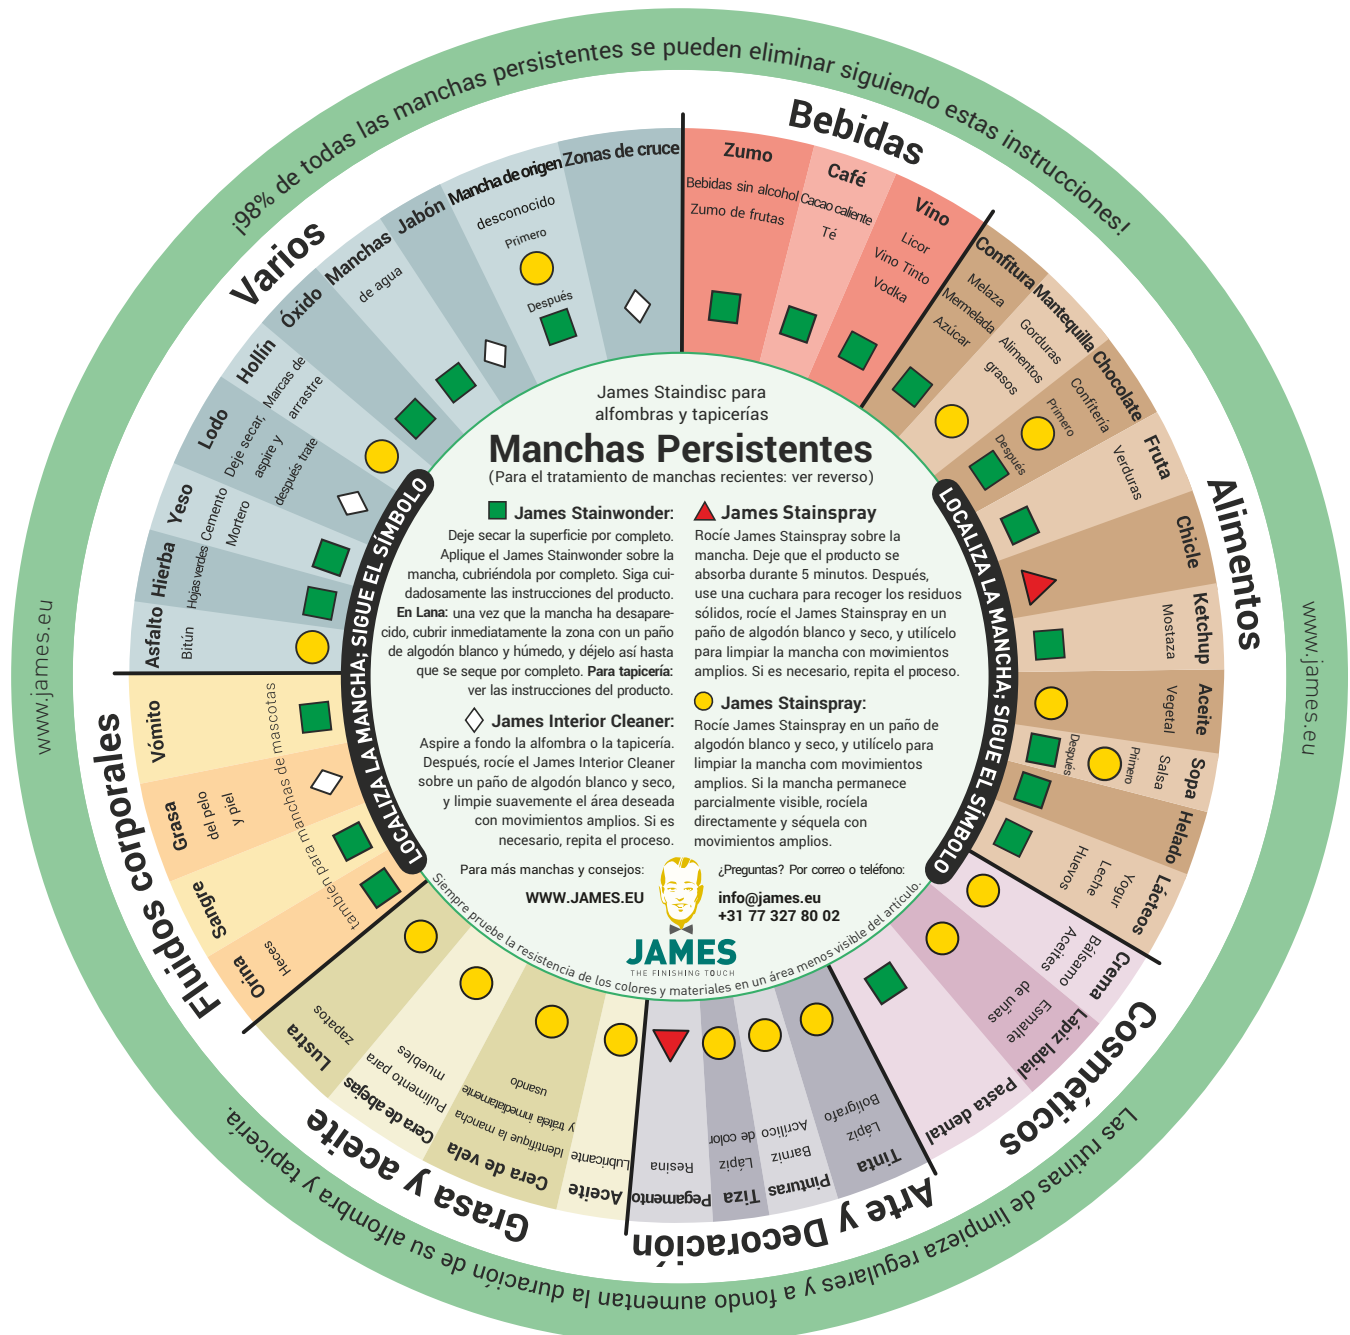 ¡98% de todas las manchas persistentes se pueden eliminar siguiendo estas instrucciones!
www.james.eu
Las rutinas de limpieza regulares y a fondo aumentan la duración de su alfombra y tapicería.
www.james.eu
Bebidas
Zumo
Bebidas sin alcohol
Zumo de frutas
Café
Cacao caliente
Té
Vino
Licor
Vino Tinto
Vodka
Alimentos
Confitura
Melaza
Mermelada
Azúcar
Mantequilla
Gorduras
Alimentos
grasos
Chocolate
Confitería
Primero
Después
Fruta
Verduras
Chicle
Ketchup
Mostaza
Aceite
Vegetal
Sopa
Salsa
Primero
Después
Helado
Lácteos
Yogur
Leche
Huevos
Cosméticos
Crema
Bálsamo
Aceites
Lápiz labial
Esmalte
de uñas
Pasta dental
Arte y Decoración
Tinta
Lápiz
Bolígrafo
Pinturas
Barniz
Acrílico
Tiza
Lápiz
de color
Pegamento
Resina
Grasa y aceite
Aceite
Lubricante
Cera de vela
Identifique la mancha
y trátela inmediatamente
usando
Cera de abejas
Pulimento para
muebles
Lustra
zapatos
Fluidos corporales
Orina
Heces
Sangre
Grasa
del pelo
y piel
Vómito
también para manchas de mascotas
Varios
Asfalto
Bitún
Hierba
Hojas verdes
Yeso
Cemento
Mortero
Lodo
Deje secar,
aspire y
después trate
Hollín
Marcas de
arrastre
Óxido
Manchas
de agua
Jabón
Mancha de origen
desconocido
Primero
Después
Zonas de cruce
LOCALIZA LA MANCHA; SIGUE EL SÍMBOLO
LOCALIZA LA MANCHA; SIGUE EL SÍMBOLO
James Staindisc para
alfombras y tapicerías
Manchas Persistentes
(Para el tratamiento de manchas recientes: ver reverso)
James Stainwonder:
Deje secar la superficie por completo.
Aplique el James Stainwonder sobre la
mancha, cubriéndola por completo. Siga cui-
dadosamente las instrucciones del producto.
En Lana: una vez que la mancha ha desapare-
cido, cubrir inmediatamente la zona con un paño
de algodón blanco y húmedo, y déjelo así hasta
que se seque por completo. Para tapicería:
ver las instrucciones del producto.
James Interior Cleaner:
Aspire a fondo la alfombra o la tapicería.
Después, rocíe el James Interior Cleaner
sobre un paño de algodón blanco y seco,
y limpie suavemente el área deseada
con movimientos amplios. Si es
necesario, repita el proceso.
James Stainspray
Rocíe James Stainspray sobre la
mancha. Deje que el producto se
absorba durante 5 minutos. Después,
use una cuchara para recoger los residuos
sólidos, rocíe el James Stainspray en un
paño de algodón blanco y seco, y utilícelo
para limpiar la mancha con movimientos
amplios. Si es necesario, repita el proceso.
James Stainspray:
Rocíe James Stainspray en un paño de
algodón blanco y seco, y utilícelo para
limpiar la mancha com movimientos
amplios. Si la mancha permanece
parcialmente visible, rocíela
directamente y séquela con
movimientos amplios.
Para más manchas y consejos:
WWW.JAMES.EU
¿Preguntas? Por correo o teléfono:
info@james.eu
+31 77 327 80 02
JAMES
THE FINISHING TOUCH
Siempre pruebe la resistencia de los colores y materiales en un área menos visible del artículo.